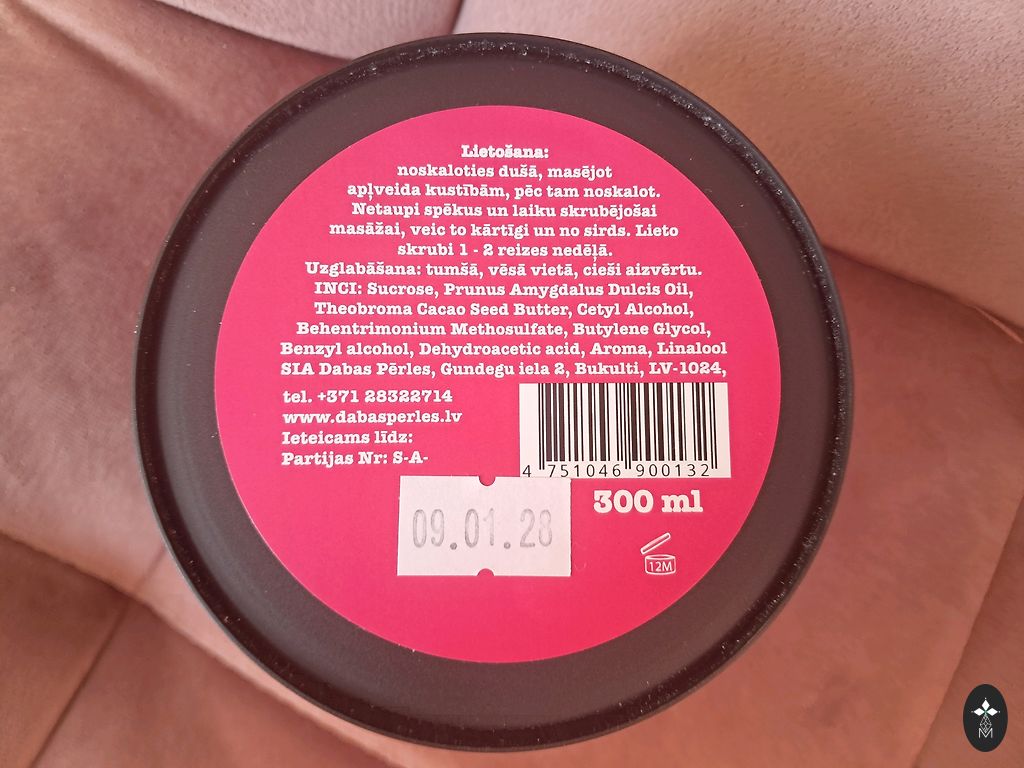 Lietošana:
noskaloties dušā, masējot
apļveida kustībām, pēc tam noskalot.
Netaupi spēkus un laiku skrubējošai
masāžai, veic to kārtīgi un no sirds. Lieto
skrubi 1 - 2 reizes nedēļā.
Uzglabāšana: tumšā, vēsā vietā, cieši aizvērtu.
INCI: Sucrose, Prunus Amygdalus Dulcis Oil,
Theobroma Cacao Seed Butter, Cetyl Alcohol,
Behentrimonium Methosulfate, Butylene Glycol,
Benzyl alcohol, Dehydroacetic acid, Aroma, Linalool
SIA Dabas Pērles, Gundegu iela 2, Bukulti, LV-1024,
tel. +371 28322714
www.dabasperles.lv
Ieteicams līdz:
Partijas Nr: S-A-
4 751046 900132
300 ml
09.01.28
12M
M